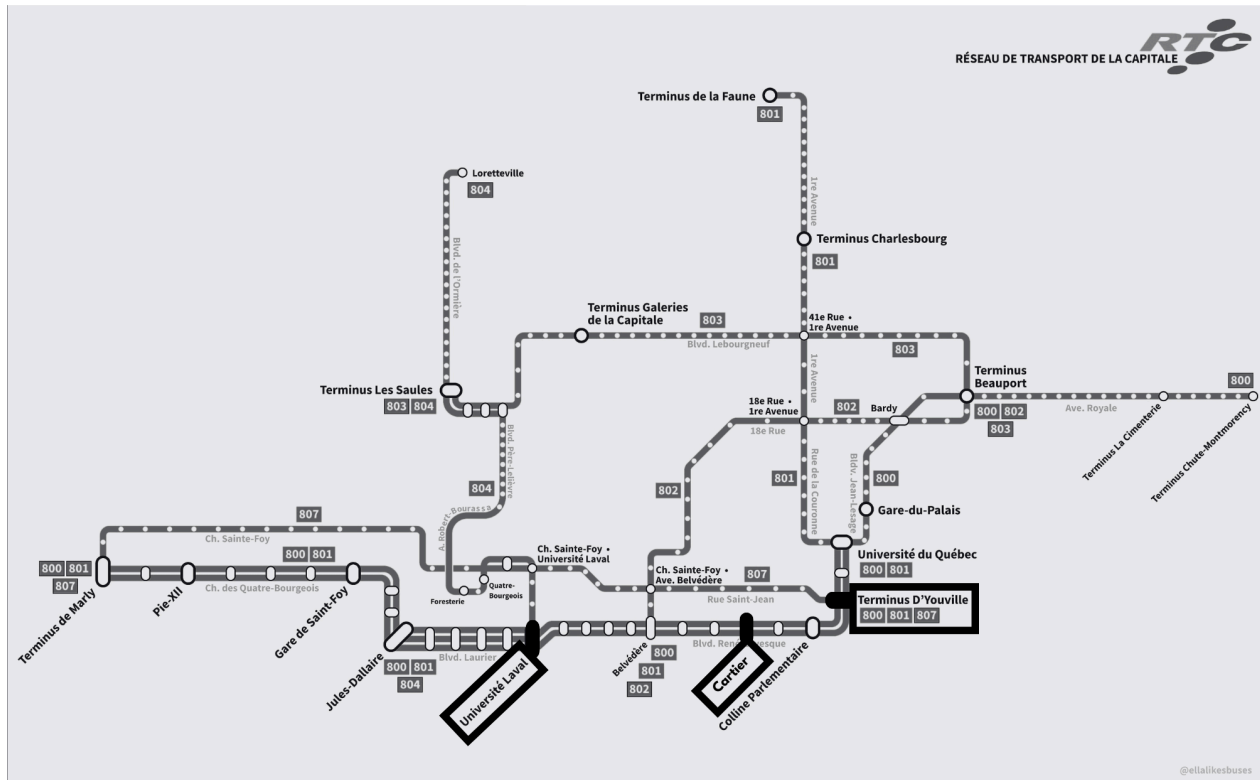 RTC
RÉSEAU DE TRANSPORT DE LA CAPITALE
Terminus de la Faune
801
1re Avenue
Loretteville
804
Blvd. de l'Ormière
Terminus Charlesbourg
801
Terminus Galeries
de la Capitale
803
Blvd. Lebourgneuf
41e Rue •
1re Avenue
803
1re Avenue
Terminus Les Saules
803 804
Terminus
Beauport
800 802
803
800
Ave. Royale
Terminus La Cimenterie
Terminus Chute-Montmorency
18e Rue •
1re Avenue
18e Rue
802
Bardy
Blvd. Père-Lelièvre
804
A. Robert-Bourassa
802
801
Rue de la Couronne
Bldv. Jean-Lesage
800
Gare-du-Palais
807
Ch. Sainte-Foy
800 801
807
Terminus de Marly
Pie-XII
800 801
Ch. des Quatre-Bourgeois
Gare de Sainte-Foy
Foresterie
Quatre-
Bourgeois
Ch. Sainte-Foy •
Université Laval
Ch. Sainte-Foy •
Ave. Belvédère
807
Rue Saint-Jean
Université du Québec
800 801
Terminus D'Youville
800 801 807
Jules-Dallaire
800 801
804
Blvd. Laurier
Université Laval
Belvédère
800
801
802
Cartier
Colline Parlementaire
@ellalikesbuses